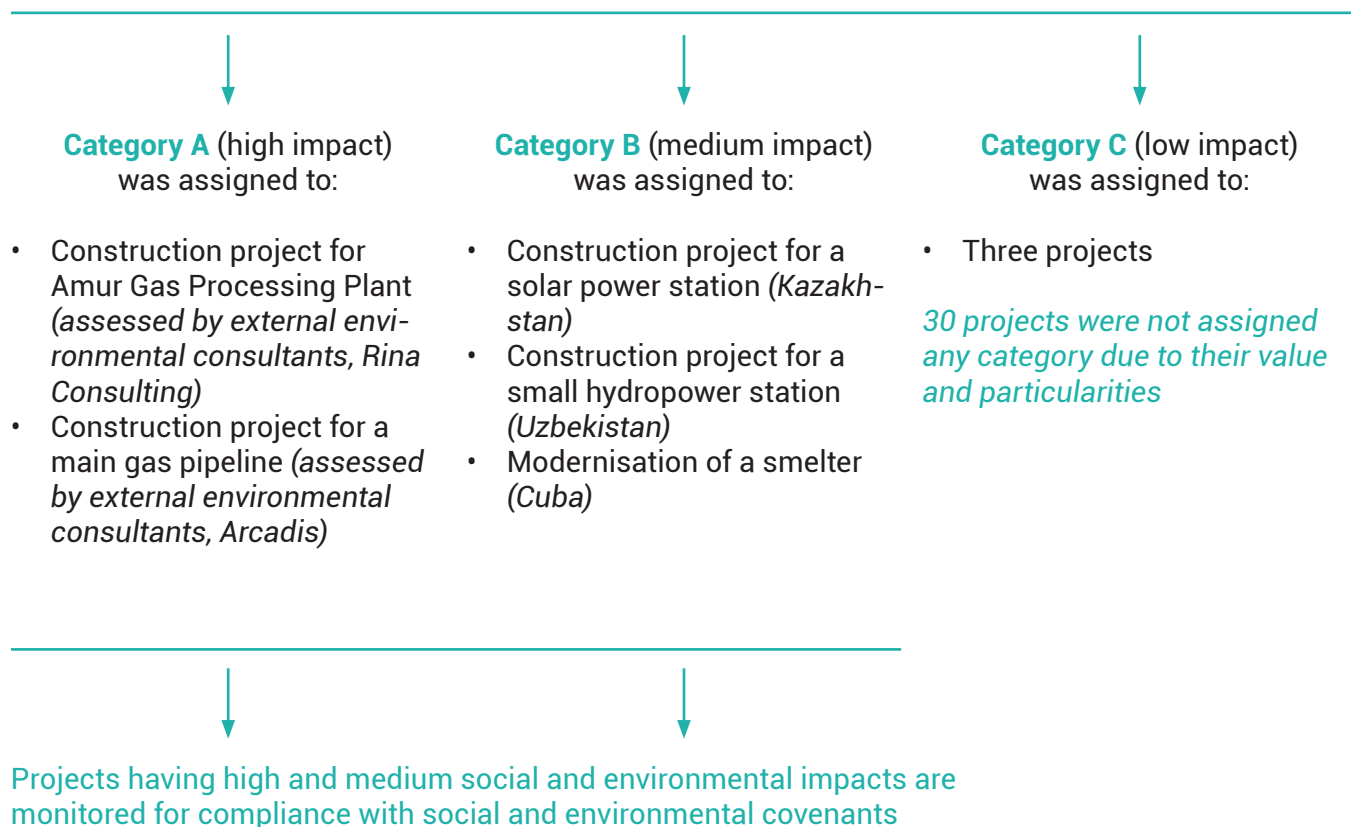 Category A (high impact)
was assigned to:
• Construction project for
Amur Gas Processing Plant
(assessed by external envi-
ronmental consultants, Rina
Consulting)
• Construction project for a
main gas pipeline (assessed
by external environmental
consultants, Arcadis)
Category B (medium impact)
was assigned to:
• Construction project for a
solar power station (Kazakh-
stan)
• Construction project for a
small hydropower station
(Uzbekistan)
• Modernisation of a smelter
(Cuba)
Category C (low impact)
was assigned to:
• Three projects
30 projects were not assigned
any category due to their value
and particularities
Projects having high and medium social and environmental impacts are
monitored for compliance with social and environmental covenants